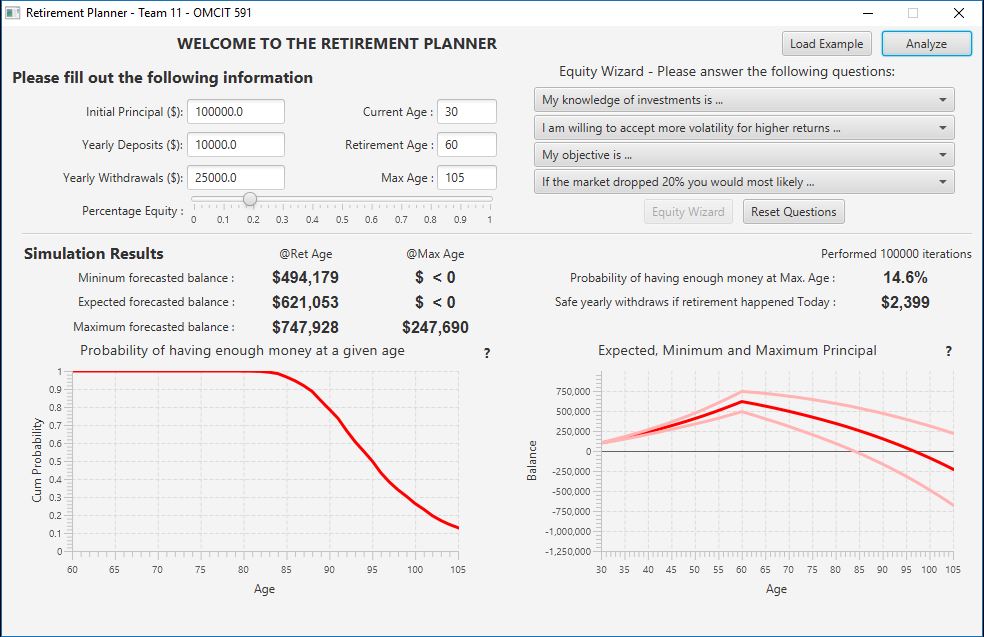 Retirement Planner - Team 11 - OMCIT 591
WELCOME TO THE RETIREMENT PLANNER
Load Example
Analyze
Please fill out the following information
Initial Principal ($): 100000.0
Current Age : 30
Yearly Deposits ($): 10000.0
Retirement Age : 60
Yearly Withdrawals ($): 25000.0
Max Age : 105
Percentage Equity :
0 0.1 0.2 0.3 0.4 0.5 0.6 0.7 0.8 0.9 1
Equity Wizard - Please answer the following questions:
My knowledge of investments is ...
I am willing to accept more volatility for higher returns ...
My objective is ...
If the market dropped 20% you would most likely ...
Equity Wizard
Reset Questions
Simulation Results
@Ret Age
@Max Age
Mininum forecasted balance : $494,179 $ < 0
Expected forecasted balance : $621,053 $ < 0
Maximum forecasted balance : $747,928 $247,690
Performed 100000 iterations
Probability of having enough money at Max. Age : 14.6%
Safe yearly withdraws if retirement happened Today : $2,399
Probability of having enough money at a given age
?
Cum Probability
1
0.9
0.8
0.7
0.6
0.5
0.4
0.3
0.2
0.1
0
60 65 70 75 80 85 90 95 100 105
Age
Expected, Minimum and Maximum Principal
?
Balance
750,000
500,000
250,000
0
-250,000
-500,000
-750,000
-1,000,000
-1,250,000
30 35 40 45 50 55 60 65 70 75 80 85 90 95 100 105
Age